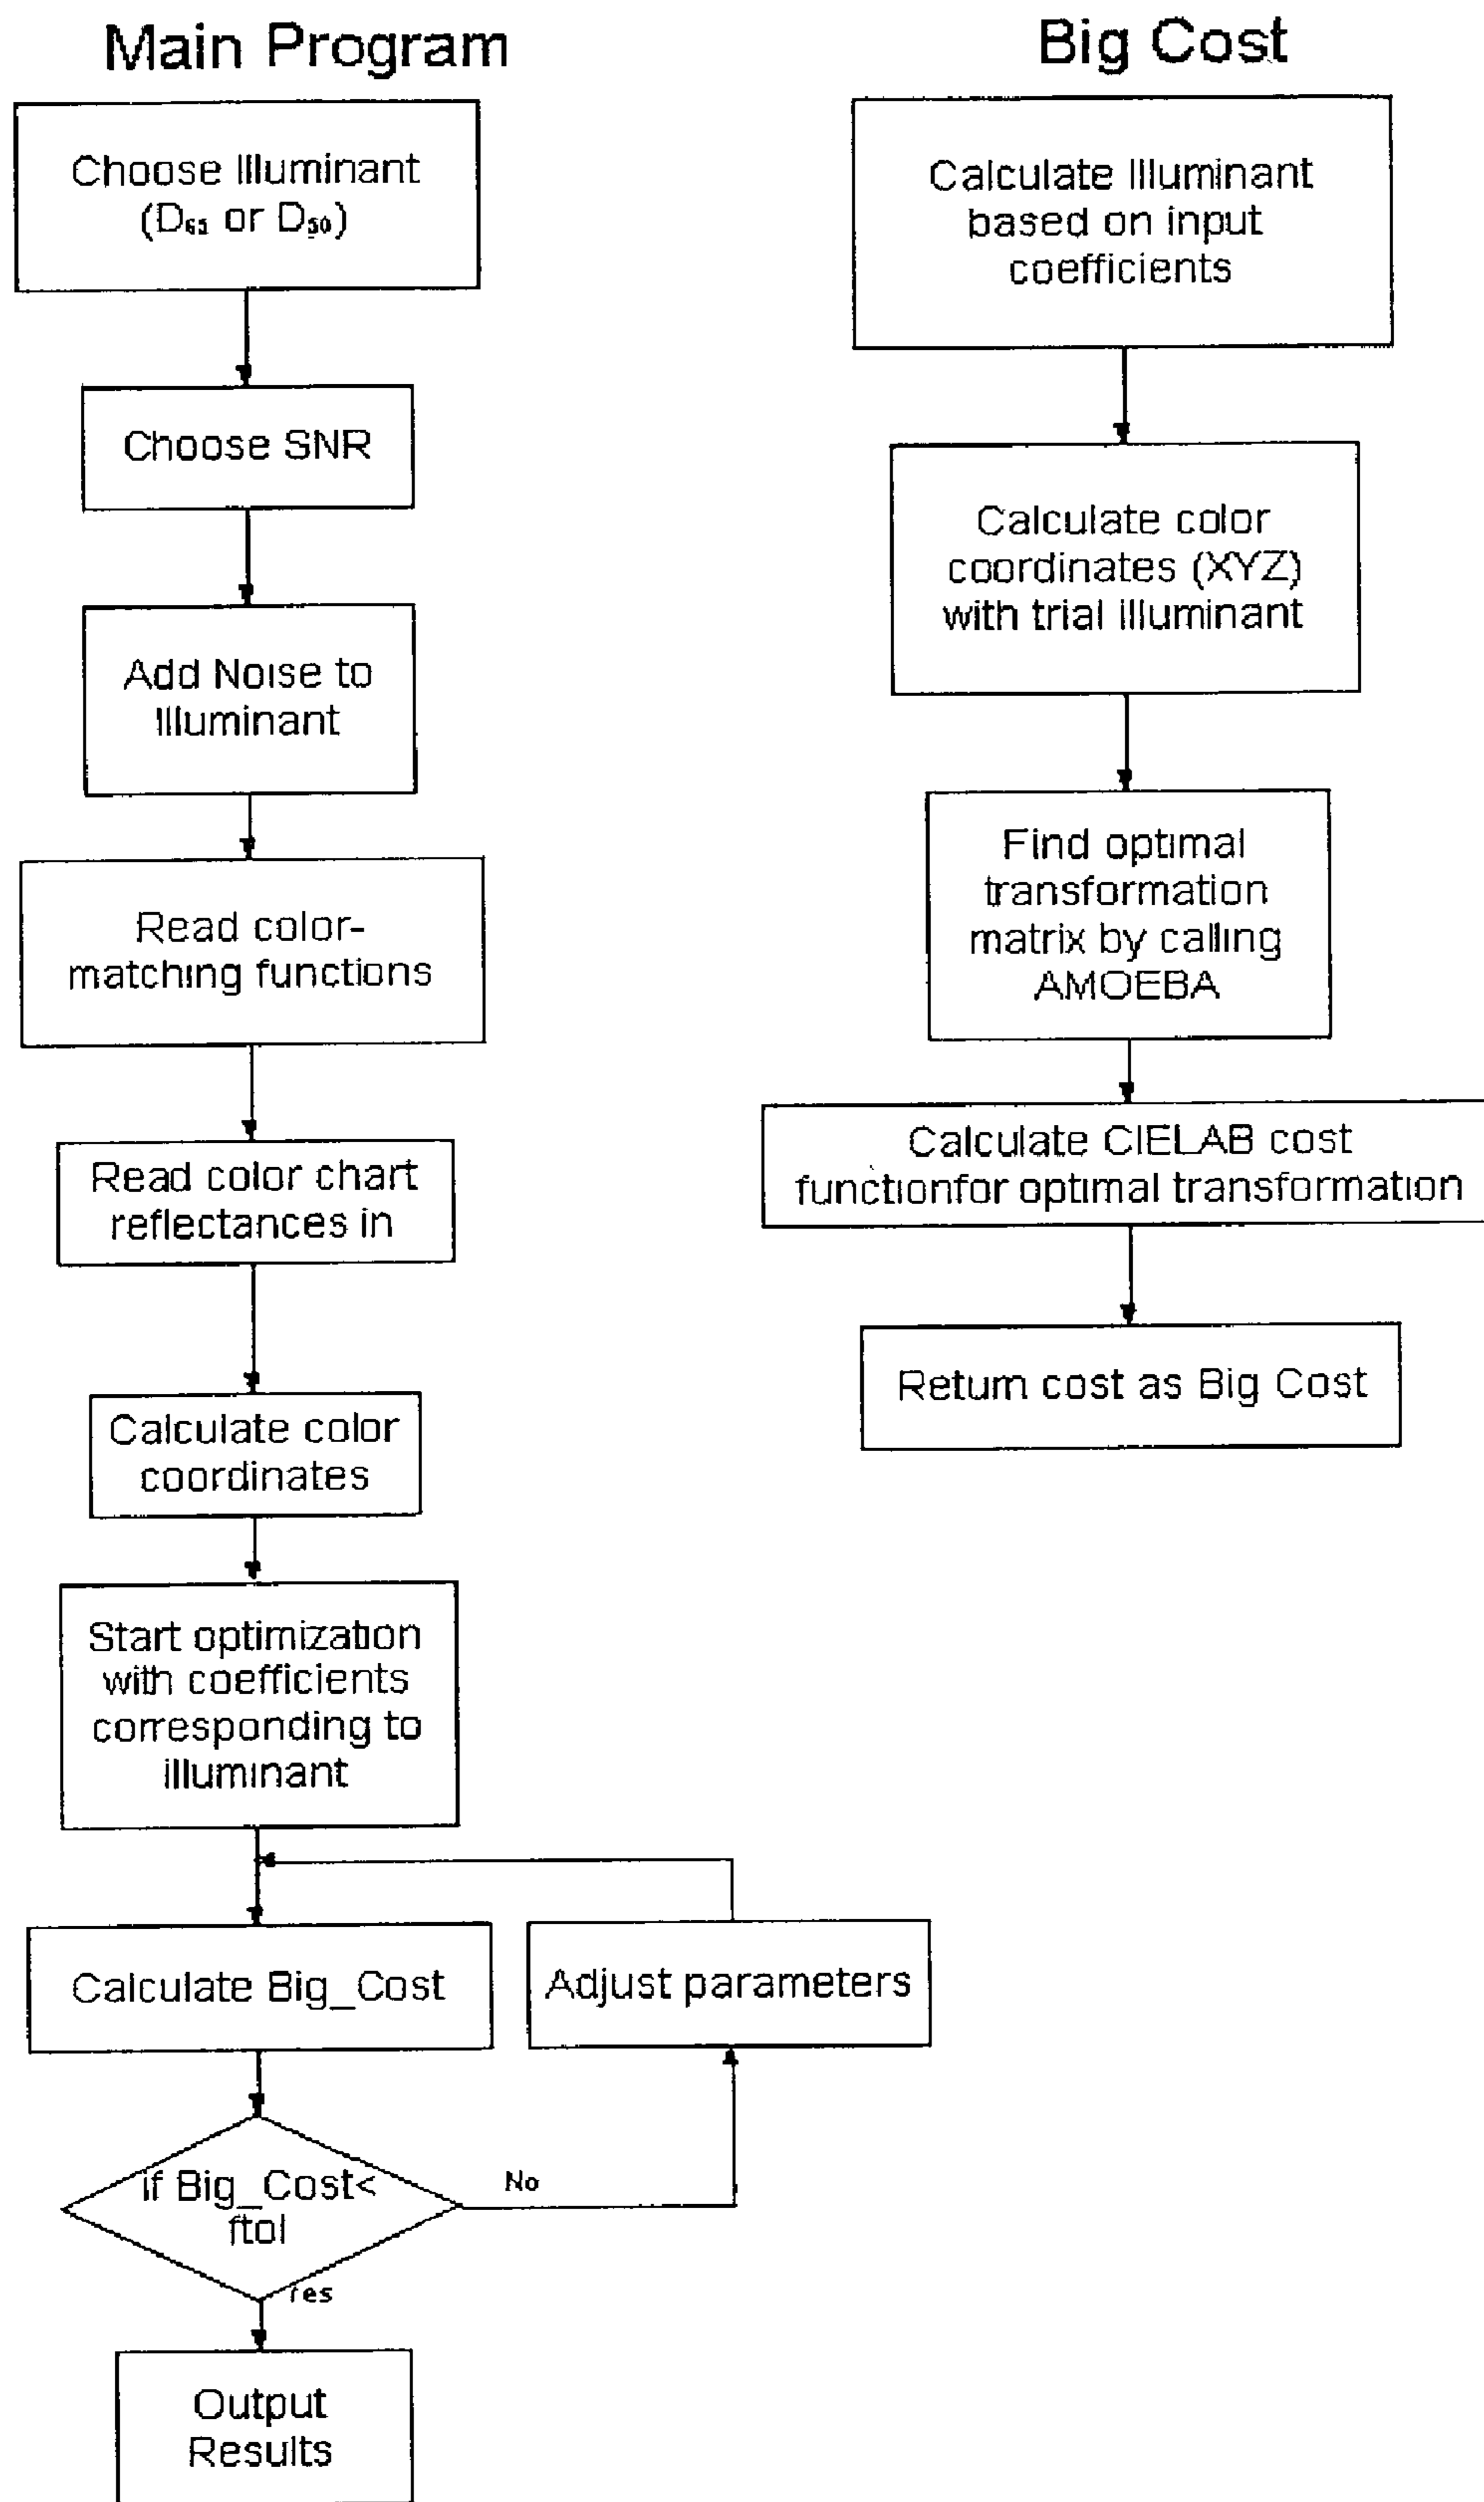 Main Program
Choose Illuminant
(D65 or D50)
Choose SNR
Add Noise to
Illuminant
Read color-
matching functions
Read color chart
reflectances in
Calculate color
coordinates
Start optimization
with coefficients
corresponding to
illuminant
Calculate Big_Cost
Adjust parameters
if Big_Cost<
ftol
No
Yes
Output
Results
Big Cost
Calculate Illuminant
based on input
coefficients
Calculate color
coordinates (XYZ)
with trial illuminant
Find optimal
transformation
matrix by calling
AMOEBA
Calculate CIELAB cost
functionfor optimal transformation
Return cost as Big Cost